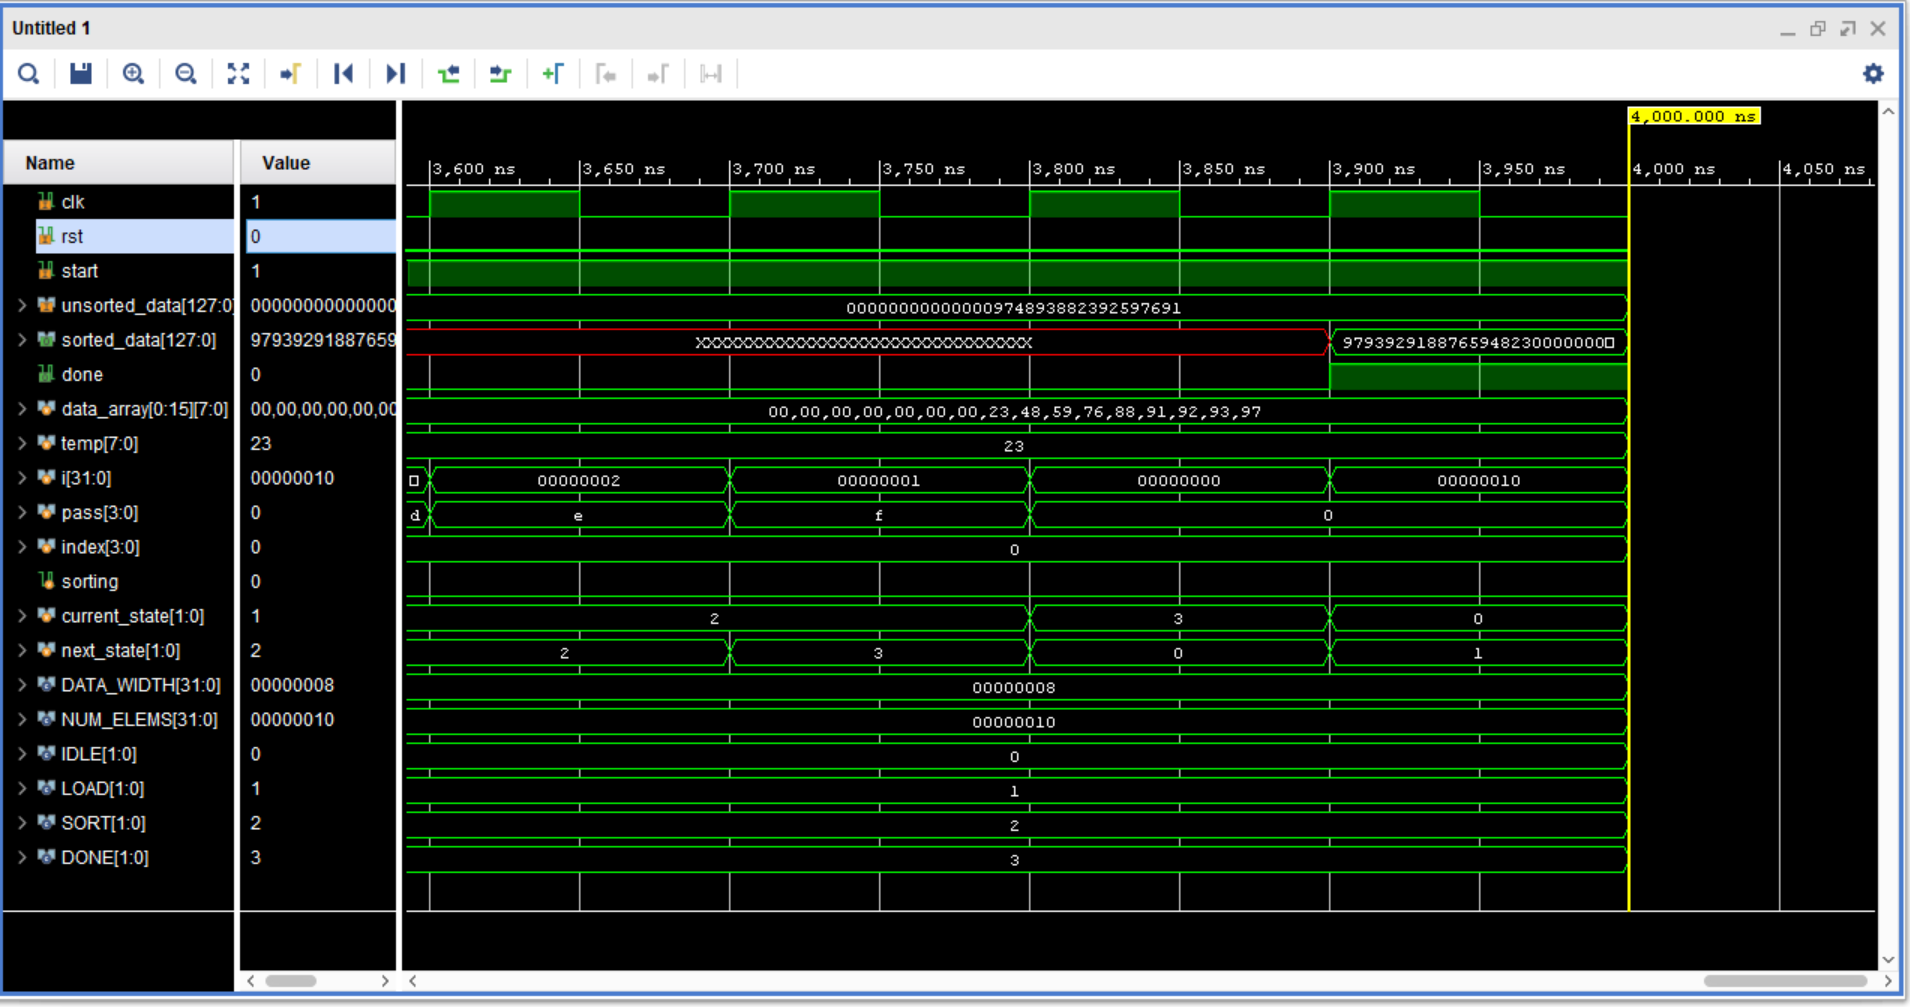 Untitled 1
4,000.000 ns
Name Value
3,600 ns 3,650 ns 3,700 ns 3,750 ns 3,800 ns 3,850 ns 3,900 ns 3,950 ns 4,000 ns 4,050 ns
clk 1
rst 0
start 1
unsorted_data[127:0] 00000000000000 00000000000000974893882392597691
sorted_data[127:0] 97939291887659 XXXXXXXXXXXXXXXXXXXXXXXXXXXXXXXX 9793929188765948230000000
done 0
data_array[0:15][7:0] 00,00,00,00,00,00 00,00,00,00,00,00,00,23,48,59,76,88,91,92,93,97
temp[7:0] 23 23
i[31:0] 00000010 00000002 00000001 00000000 00000010
pass[3:0] 0 d e f 0
index[3:0] 0 0
sorting 0
current_state[1:0] 1 2 3 0
next_state[1:0] 2 2 3 0 1
DATA_WIDTH[31:0] 00000008 00000008
NUM_ELEMS[31:0] 00000010 00000010
IDLE[1:0] 0 0
LOAD[1:0] 1 1
SORT[1:0] 2 2
DONE[1:0] 3 3